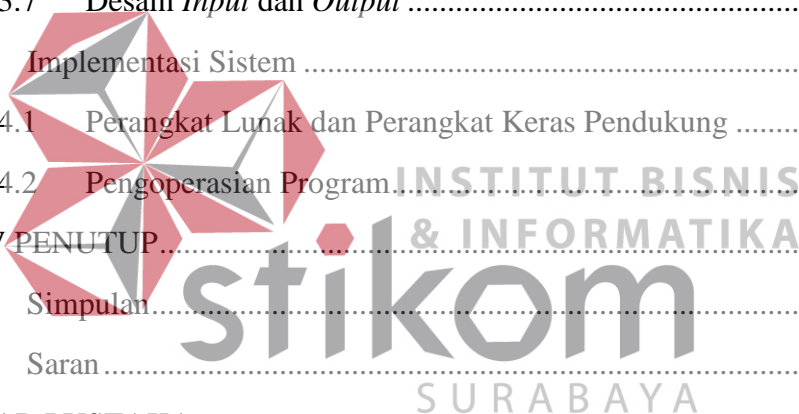 3.7 Desain Input dan Output ..........................................
Implementasi Sistem .....................................................
4.1 Perangkat Lunak dan Perangkat Keras Pendukung ........
4.2 Pengoperasian Program............................................
INSTITUT BISNIS
& INFORMATIKA
PENUTUP....................................................................
stikom
Simpulan......................................................................
Saran...........................................................................
SURABAYA